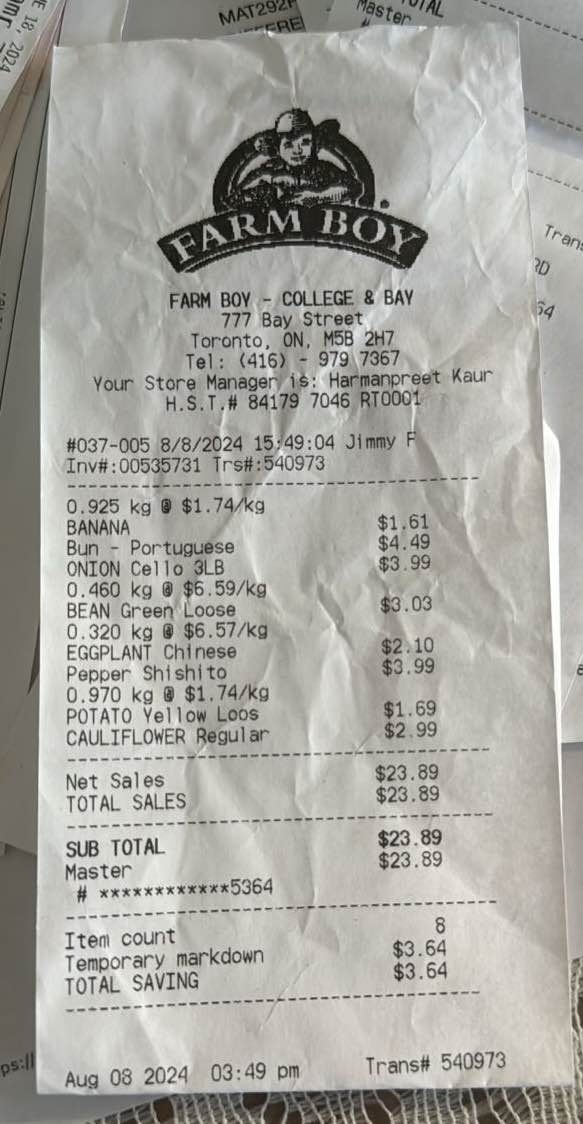 MAT292H
Master
#
FARM BOY
FARM BOY - COLLEGE & BAY
777 Bay Street
Toronto, ON, M5B 2H7
Tel: (416) - 979 7367
Your Store Manager is: Harmanpreet Kaur
H.S.T.# 84179 7046 RT0001
#037-005 8/8/2024 15:49:04 Jimmy F
Inv#:00535731 Trs#:540973
0.925 kg @ $1.74/kg
BANANA $1.61
Bun - Portuguese $4.49
ONION Cello 3LB $3.99
0.460 kg @ $6.59/kg
BEAN Green Loose $3.03
0.320 kg @ $6.57/kg
EGGPLANT Chinese $2.10
Pepper Shishito $3.99
0.970 kg @ $1.74/kg
POTATO Yellow Loos $1.69
CAULIFLOWER Regular $2.99
Net Sales $23.89
TOTAL SALES $23.89
SUB TOTAL $23.89
Master $23.89
# ************5364
Item count 8
Temporary markdown $3.64
TOTAL SAVING $3.64
Aug 08 2024 03:49 pm Trans# 540973